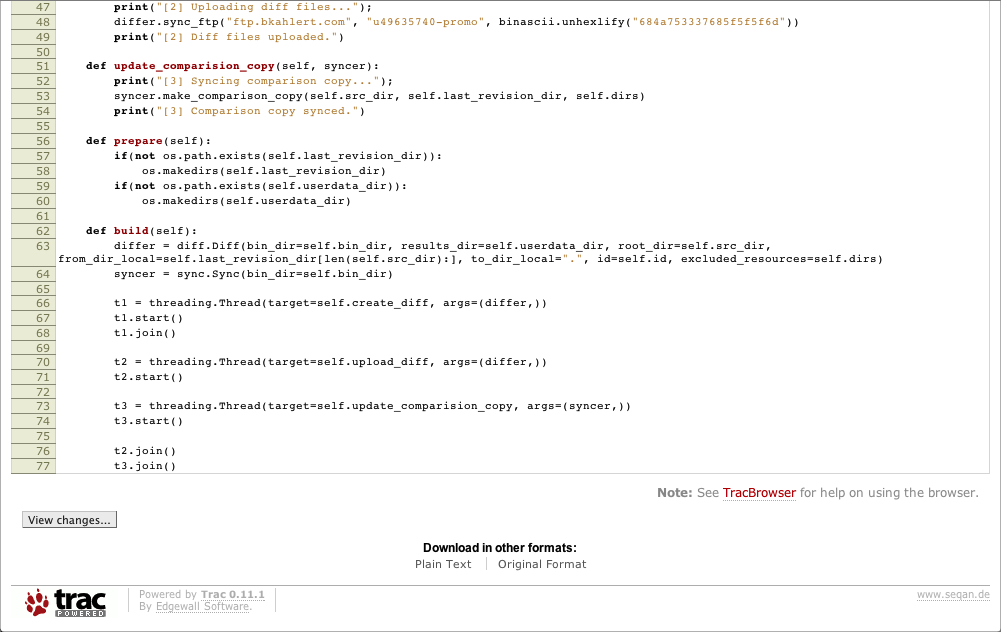 47 print("[2] Uploading diff files...");
48 differ.sync_ftp("ftp.bkahlert.com", "u49635740-promo", binascii.unhexlify("684a753337685f5f5f6d"))
49 print("[2] Diff files uploaded.")
50
51 def update_comparision_copy(self, syncer):
52 print("[3] Syncing comparison copy...");
53 syncer.make_comparison_copy(self.src_dir, self.last_revision_dir, self.dirs)
54 print("[3] Comparison copy synced.")
55
56 def prepare(self):
57 if(not os.path.exists(self.last_revision_dir)):
58 os.makedirs(self.last_revision_dir)
59 if(not os.path.exists(self.userdata_dir)):
60 os.makedirs(self.userdata_dir)
61
62 def build(self):
63 differ = diff.Diff(bin_dir=self.bin_dir, results_dir=self.userdata_dir, root_dir=self.src_dir,
from_dir_local=self.last_revision_dir[len(self.src_dir):], to_dir_local=".", id=self.id, excluded_resources=self.dirs)
64 syncer = sync.Sync(bin_dir=self.bin_dir)
65
66 t1 = threading.Thread(target=self.create_diff, args=(differ,))
67 t1.start()
68 t1.join()
69
70 t2 = threading.Thread(target=self.upload_diff, args=(differ,))
71 t2.start()
72
73 t3 = threading.Thread(target=self.update_comparision_copy, args=(syncer,))
74 t3.start()
75
76 t2.join()
77 t3.join()
Note: See TracBrowser for help on using the browser.
View changes...
Download in other formats:
Plain Text Original Format
trac POWERED
Powered by Trac 0.11.1
By Edgewall Software.
www.segan.de